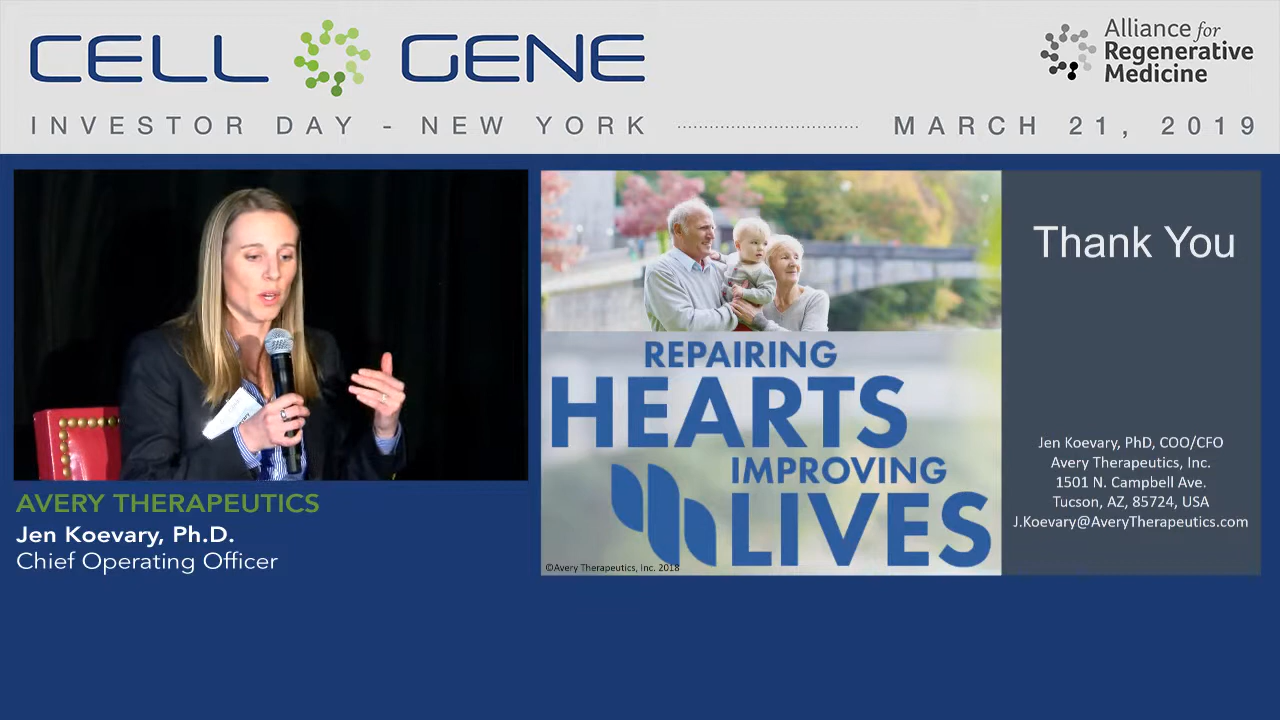 CELL GENE
INVESTOR DAY - NEW YORK
MARCH 21, 2019
Alliance for
Regenerative
Medicine
AVERY THERAPEUTICS
Jen Koevary, Ph.D.
Chief Operating Officer
REPAIRING
HEARTS
IMPROVING
LIVES
©Avery Therapeutics, Inc. 2018
Thank You
Jen Koevary, PhD, COO/CFO
Avery Therapeutics, Inc.
1501 N. Campbell Ave.
Tucson, AZ, 85724, USA
J.Koevary@AveryTherapeutics.com